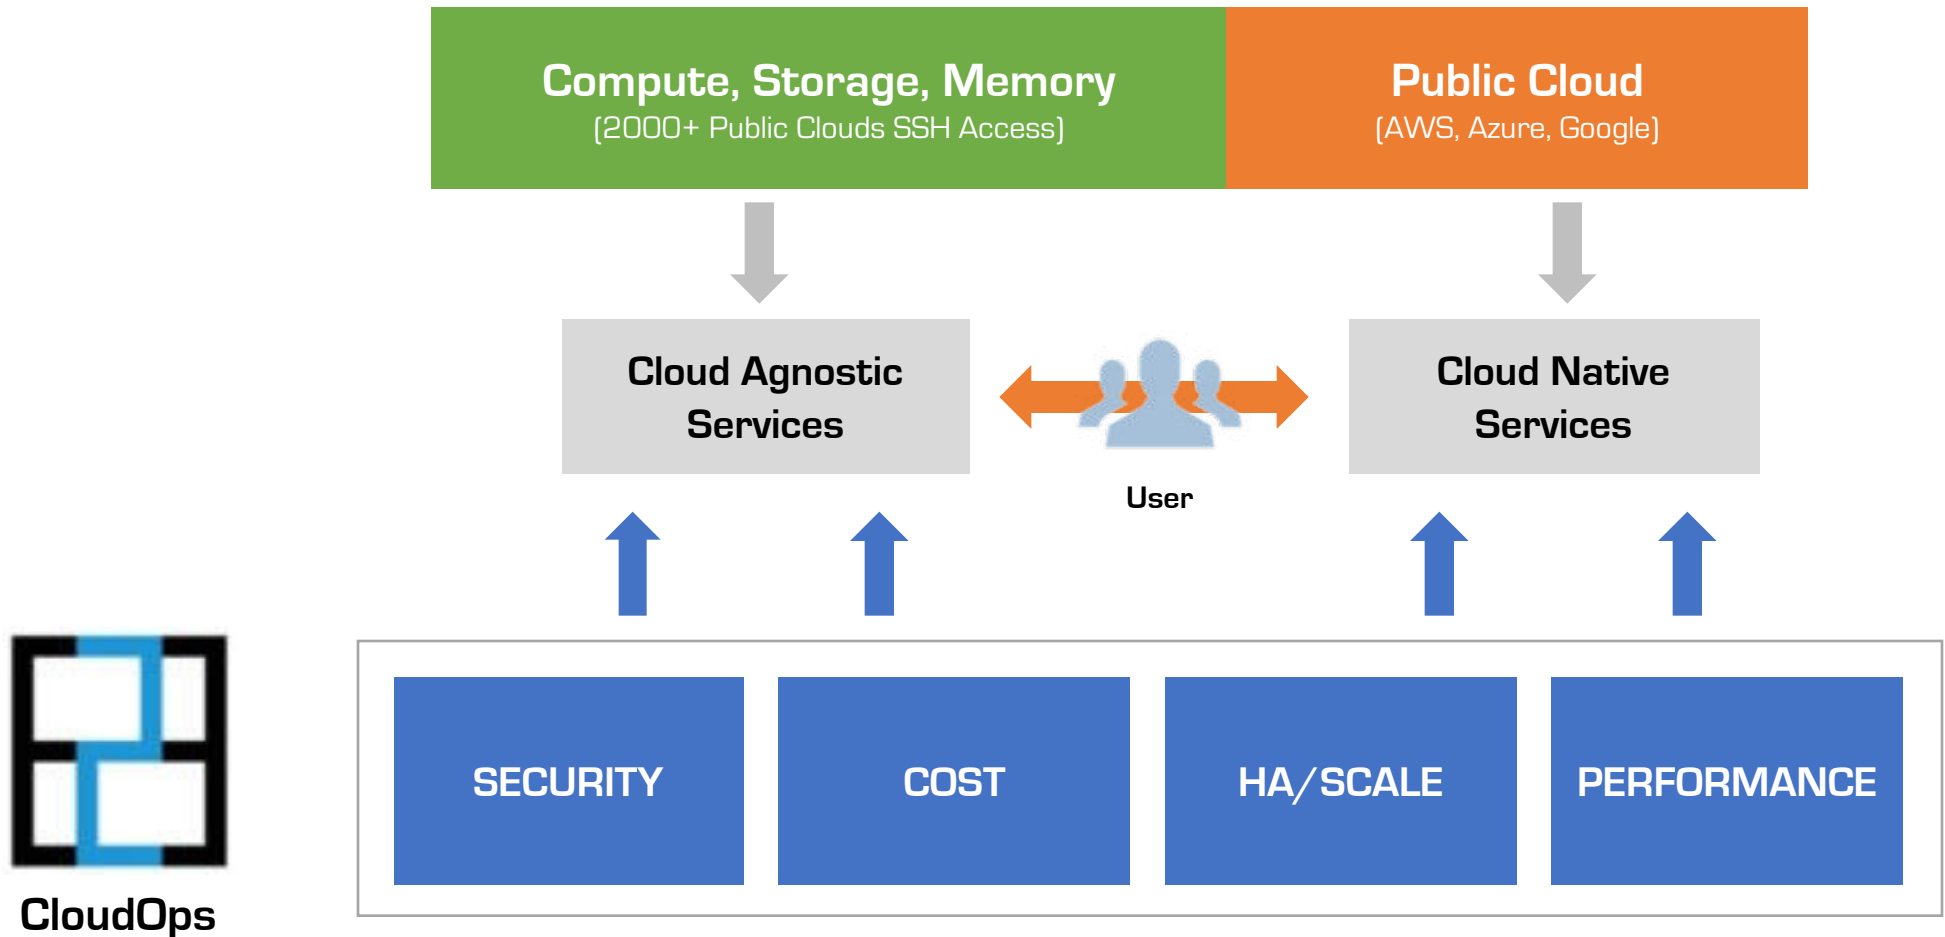 Compute, Storage, Memory
(2000+ Public Clouds SSH Access)
Public Cloud
(AWS, Azure, Google)
Cloud Agnostic
Services
User
Cloud Native
Services
SECURITY
COST
HA/SCALE
PERFORMANCE
CloudOps